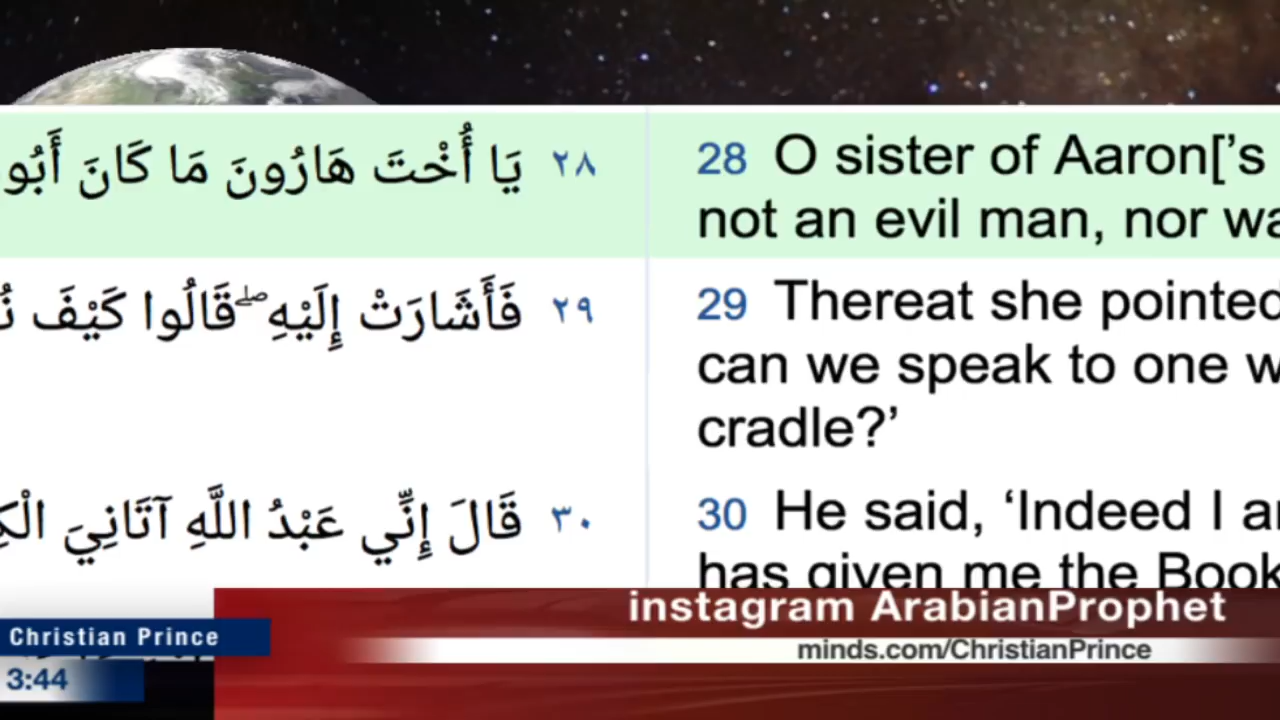 ٢٨ يَا أُخْتَ هَارُونَ مَا كَانَ
٢٩ فَأَشَارَتْ إِلَيْهِ ۖ قَالُوا كَيْفَ
٣٠ قَالَ إِنِّي عَبْدُ اللَّهِ آتَانِيَ
28 O sister of Aaron['s
not an evil man, nor
29 Thereat she pointed
can we speak to one
cradle?’
30 He said, ‘Indeed I
has given me the Book
instagram ArabianProphet
minds.com/ChristianPrince
Christian Prince
3:44